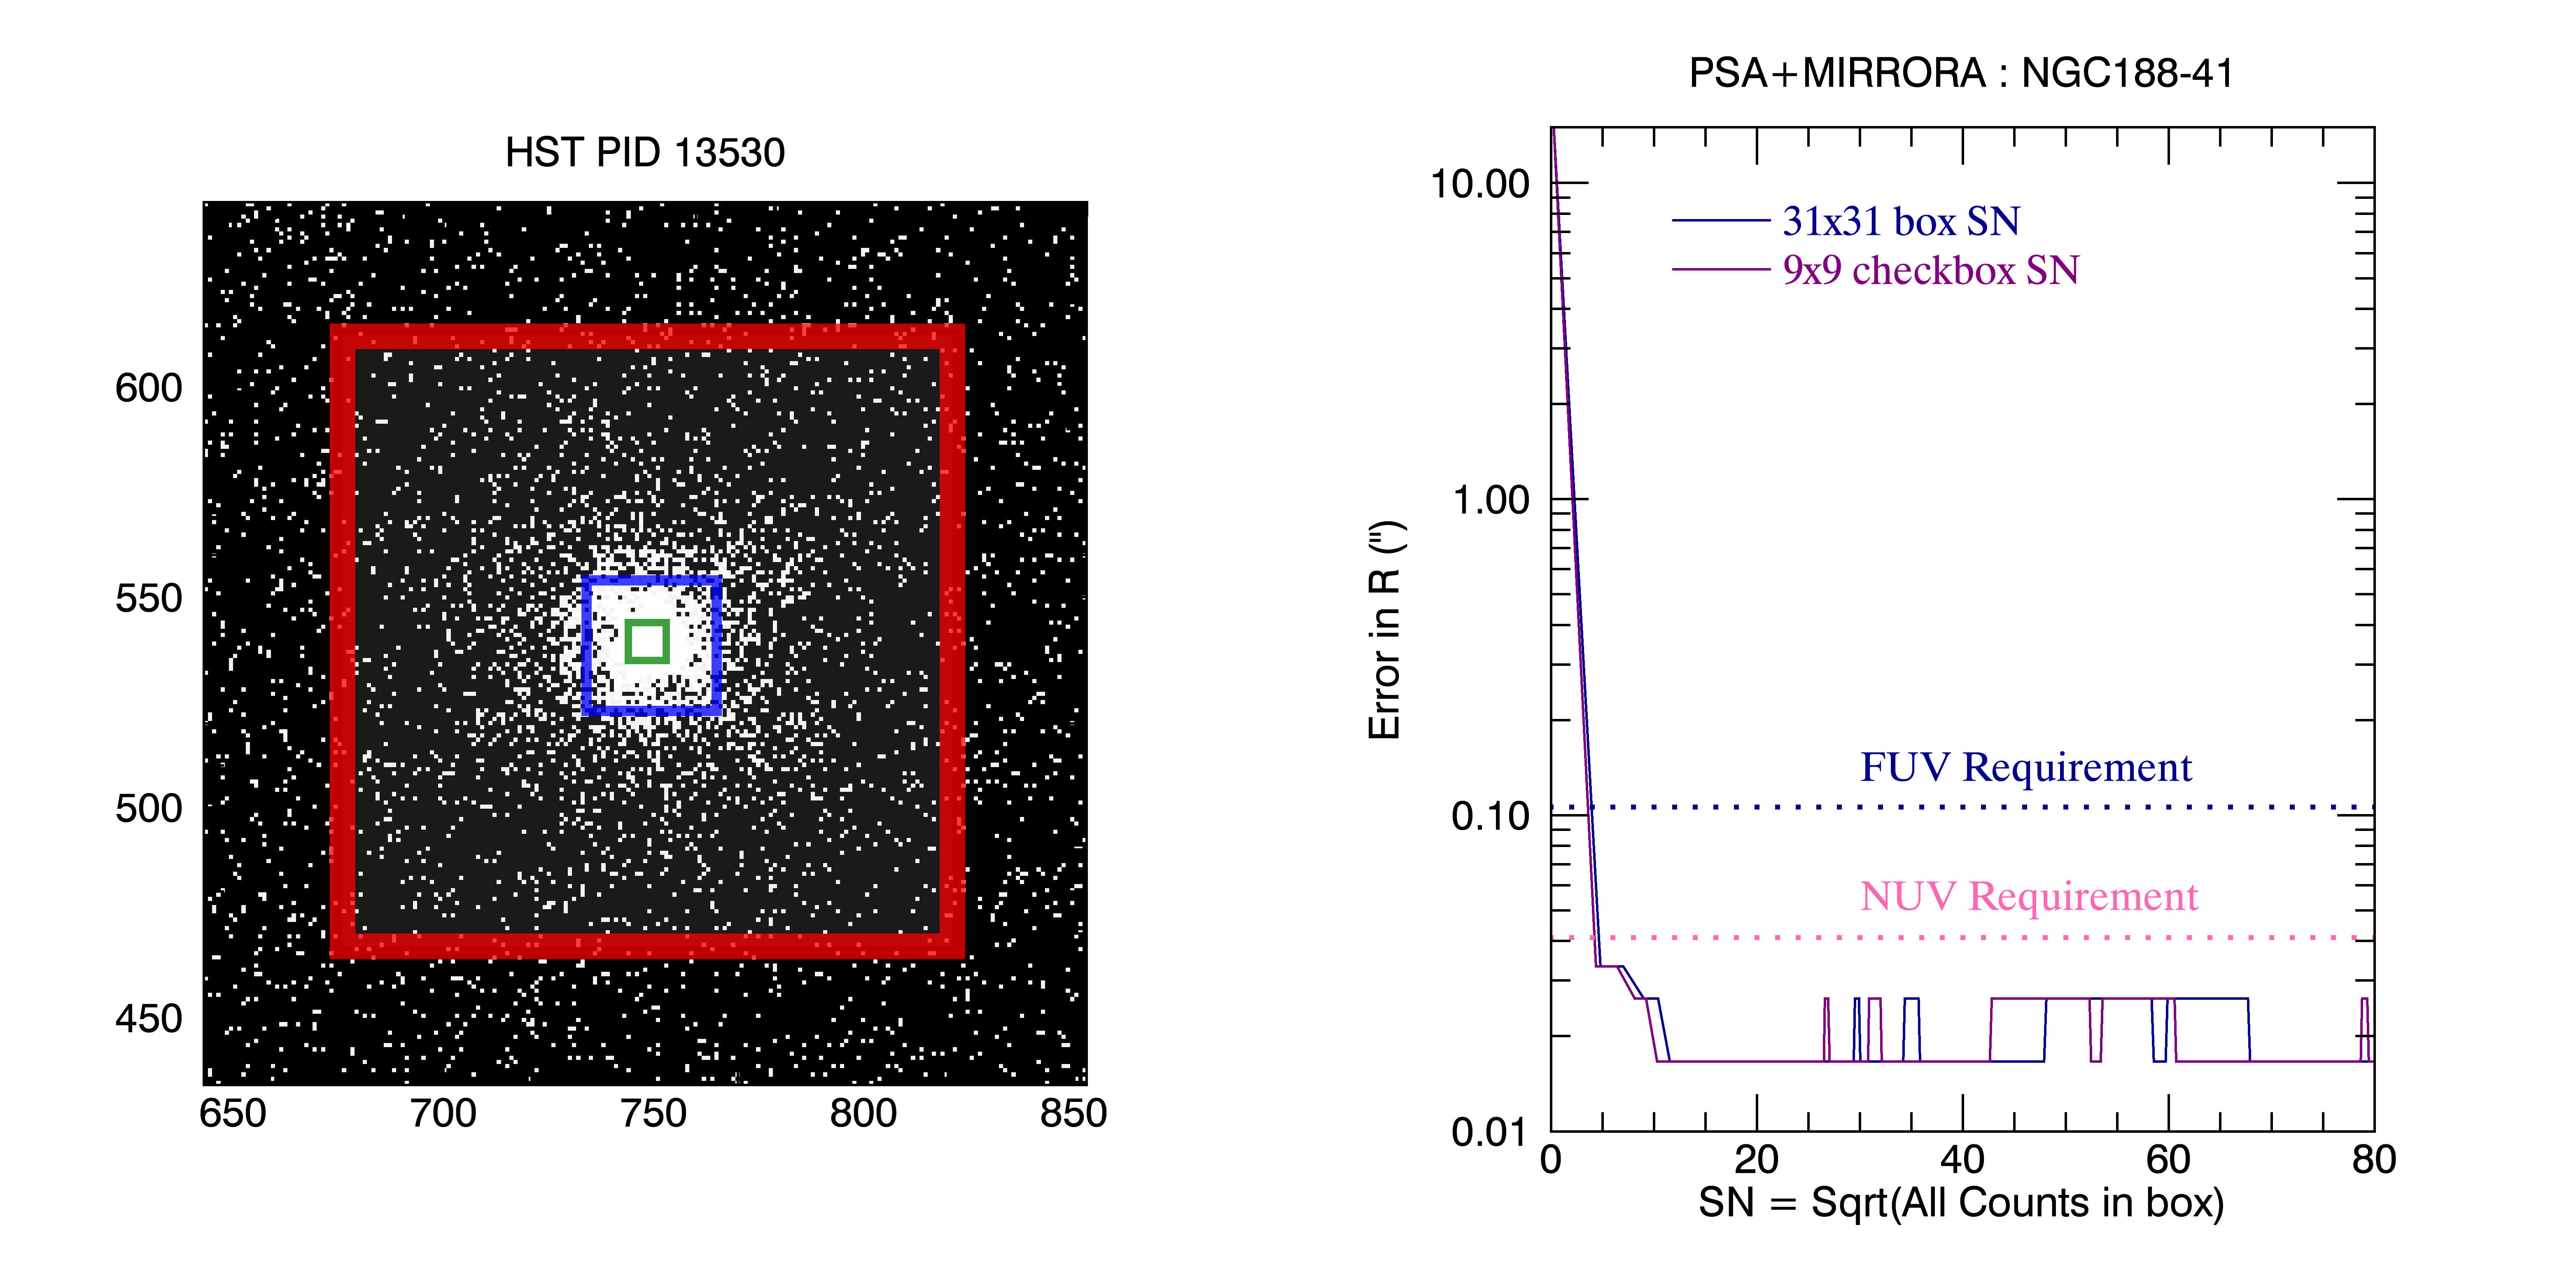 HST PID 13530
600
550
500
450
650 700 750 800 850
PSA+MIRRORA : NGC188-41
10.00
1.00
0.10
0.01
Error in R (")
31x31 box SN
9x9 checkbox SN
FUV Requirement
NUV Requirement
0 20 40 60 80
SN = Sqrt(All Counts in box)